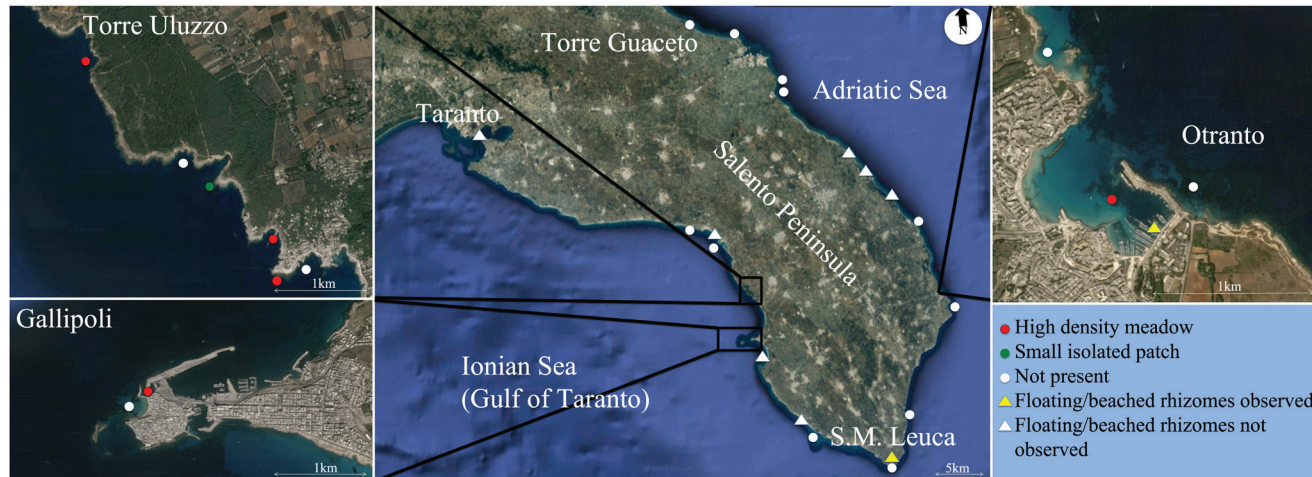 Torre Uluzzo
1km
Gallipoli
1km
N
Torre Guaceto
Adriatic Sea
Taranto
Salento Peninsula
Ionian Sea
(Gulf of Taranto)
S.M. Leuca
5km
Otranto
1km
High density meadow
Small isolated patch
Not present
Floating/beached rhizomes observed
Floating/beached rhizomes not
observed